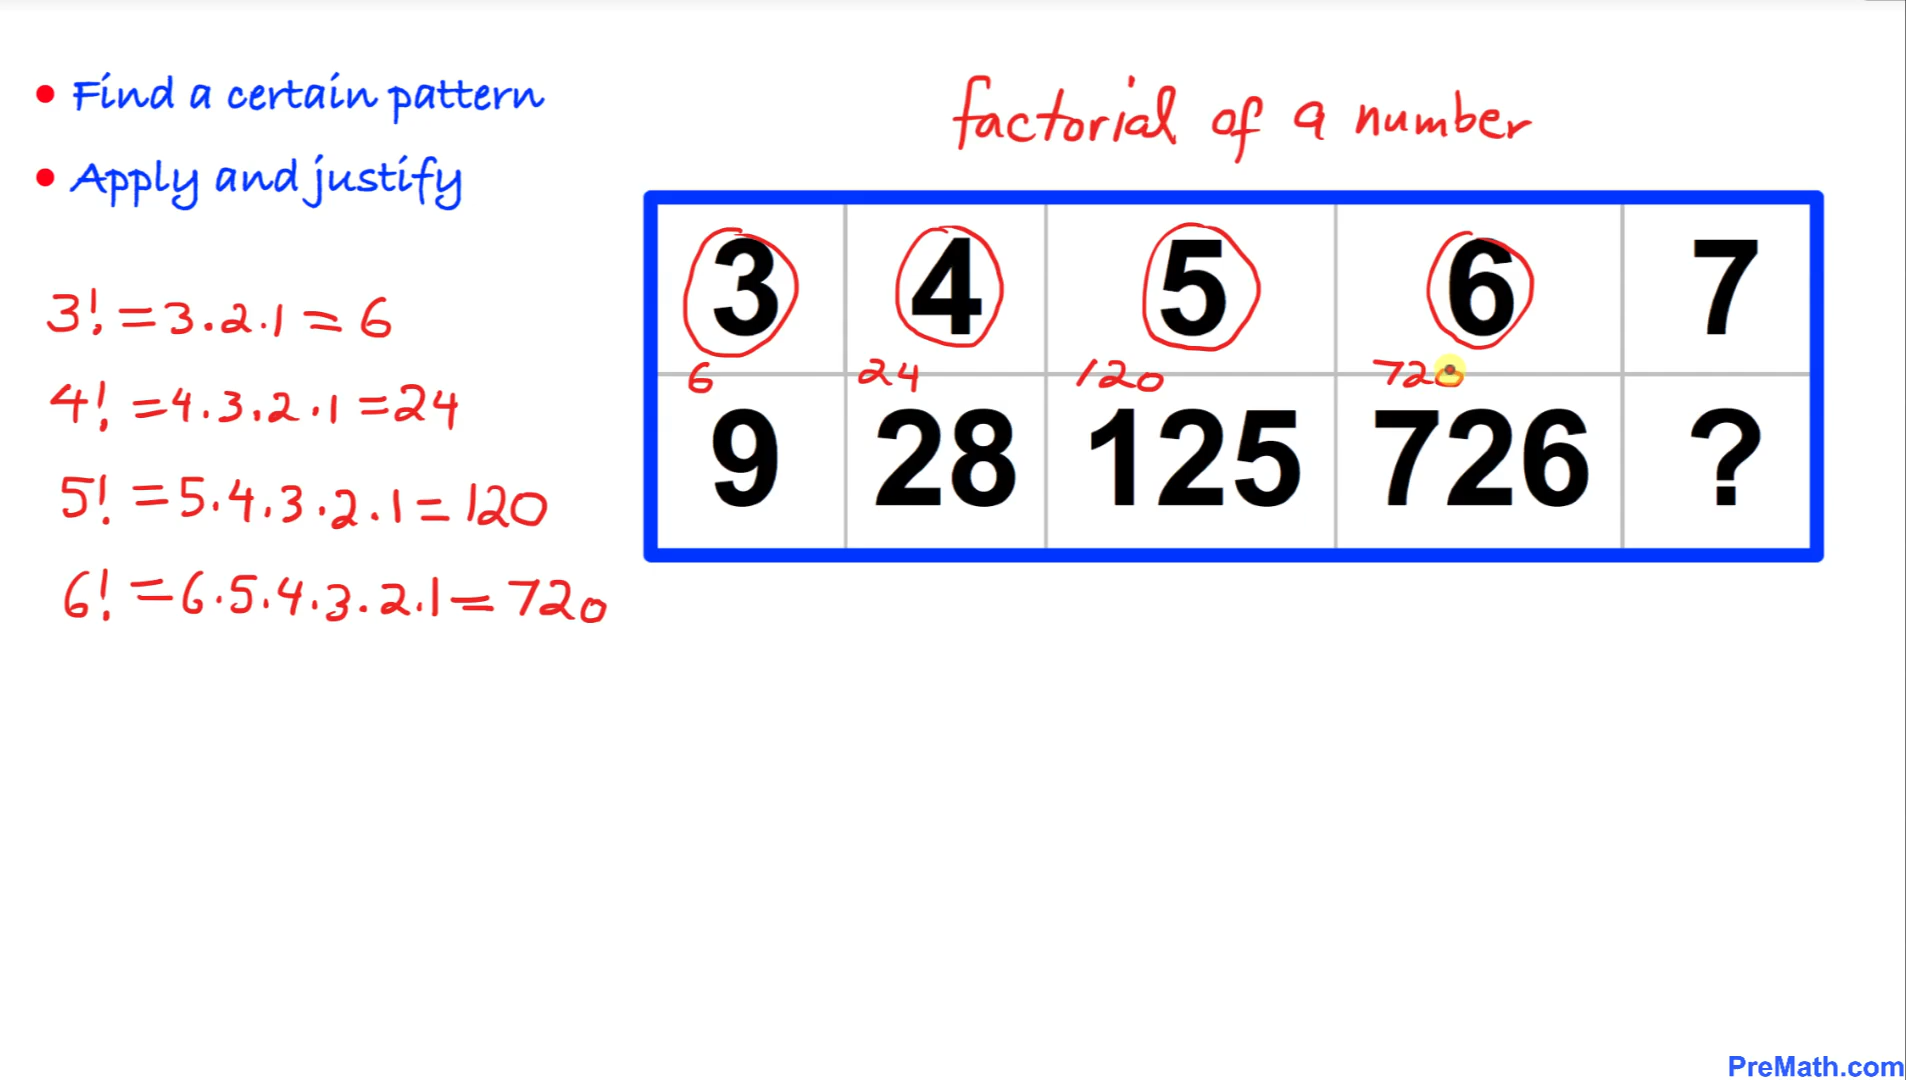 • Find a certain pattern
• Apply and justify
factorial of a number
3 4 5 6 7
6 24 120 720
9 28 125 726 ?
3! = 3.2.1 = 6
4! = 4.3.2.1 = 24
5! = 5.4.3.2.1 = 120
6! = 6.5.4.3.2.1 = 720
PreMath.com